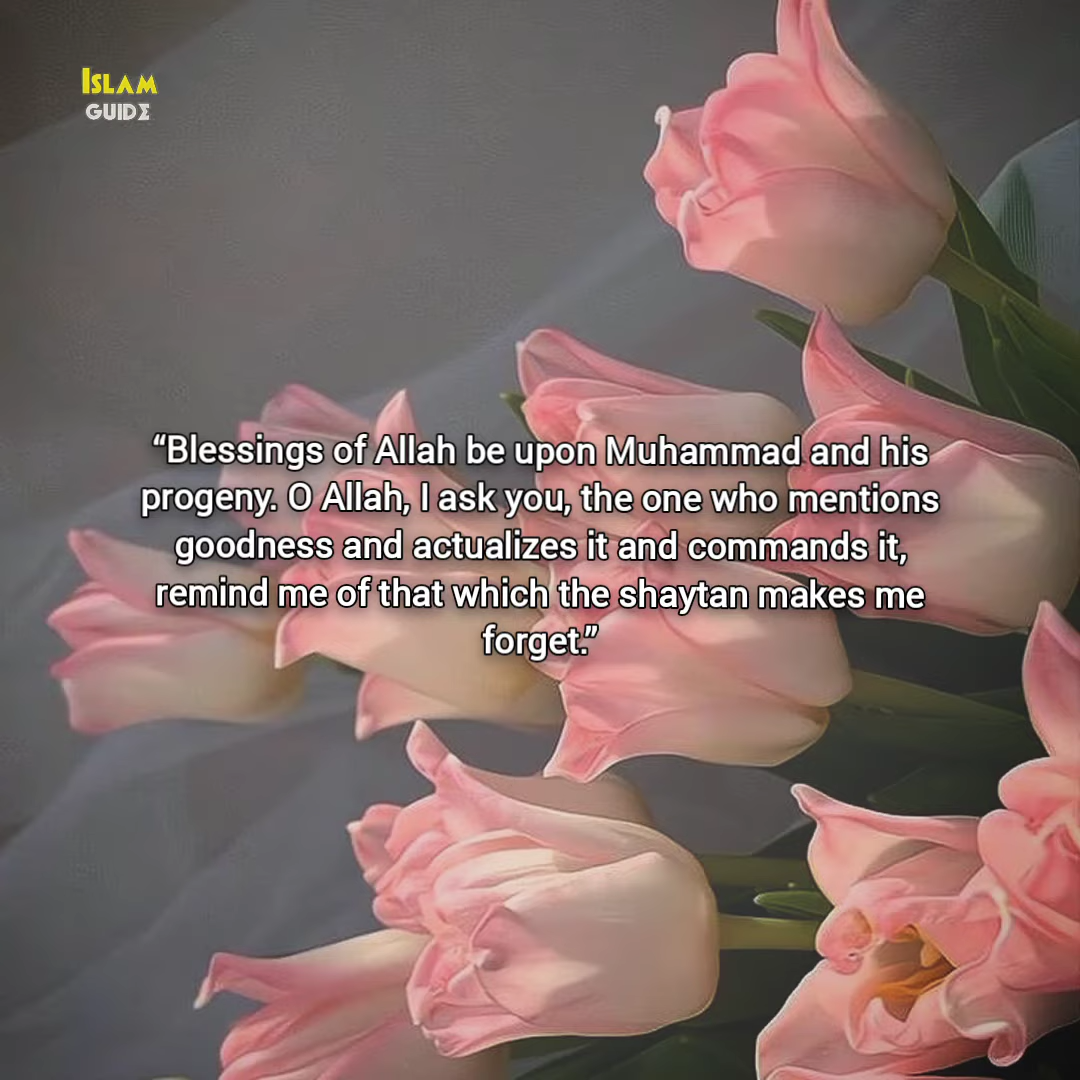 ISLAM
GUIDE
“Blessings of Allah be upon Muhammad and his
progeny. O Allah, I ask you, the one who mentions
goodness and actualizes it and commands it,
remind me of that which the shaytan makes me
forget.”